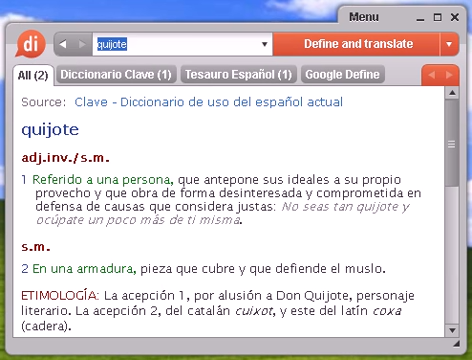 Menu
di quijote Define and translate
All (2) Diccionario Clave (1) Tesauro Español (1) Google Define
Source: Clave - Diccionario de uso del español actual
quijote
adj.inv./s.m.
1 Referido a una persona, que antepone sus ideales a su propio
provecho y que obra de forma desinteresada y comprometida en
defensa de causas que considera justas: No seas tan quijote y
ocúpate un poco más de ti misma.
s.m.
2 En una armadura, pieza que cubre y que defiende el muslo.
ETIMOLOGÍA: La acepción 1, por alusión a Don Quijote, personaje
literario. La acepción 2, del catalán cuixot, y este del latín coxa
(cadera).